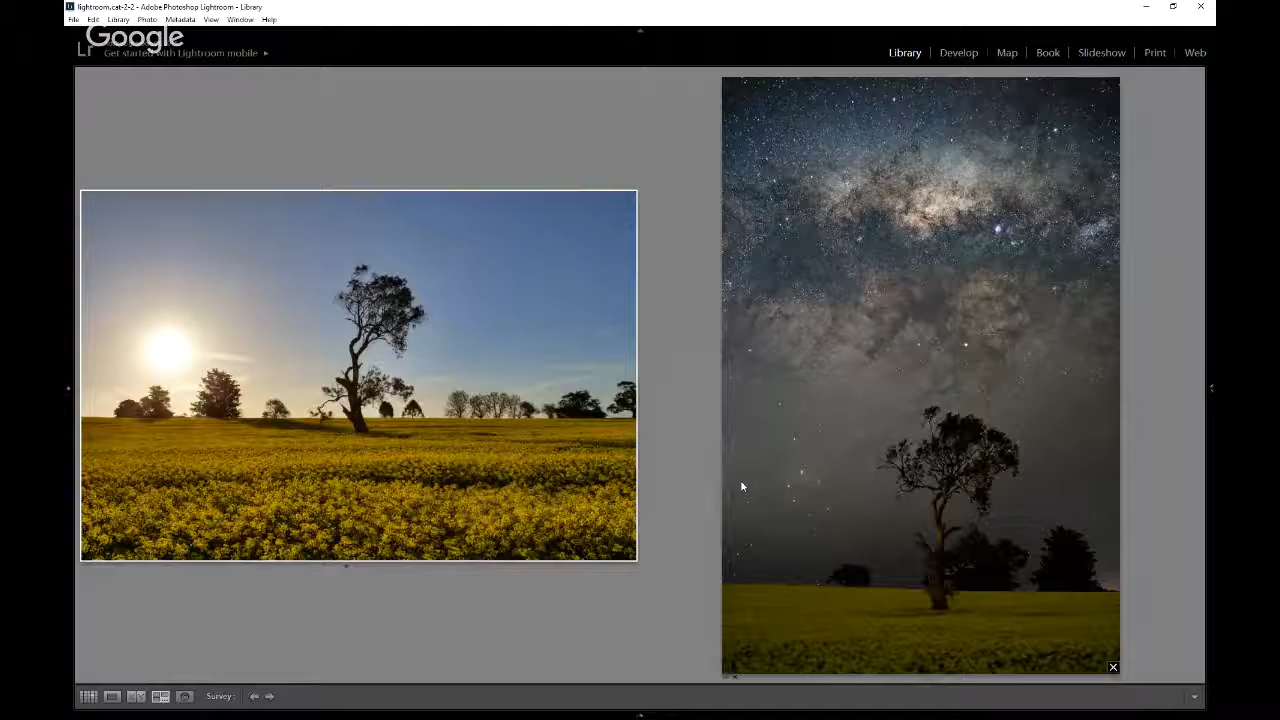 lightroom.cat-2-2 - Adobe Photoshop Lightroom - Library
File Edit Library Photo Metadata View Window Help
Google
Lr Get started with Lightroom mobile
Library Develop Map Book Slideshow Print Web
Survey :